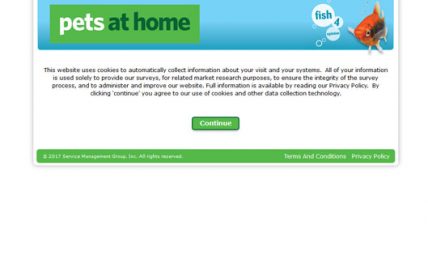 pets at home
fish
4
This website uses cookies to automatically collect information about your visit and your systems. All of your information
is used solely to provide our surveys, for related market research purposes, to ensure the integrity of the survey
process, and to administer and improve our website. Full information is available by reading our Privacy Policy. By
clicking 'continue' you agree to our use of cookies and other data collection technology.
Continue
© 2017 Service Management Group, Inc. All rights reserved.
Terms And Conditions Privacy Policy